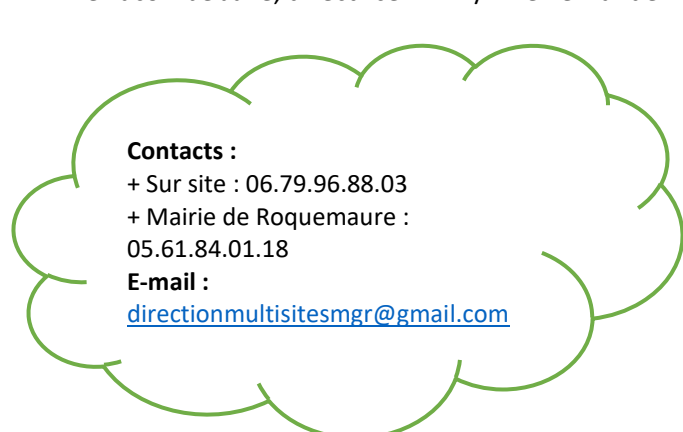 Contacts :
+ Sur site : 06.79.96.88.03
+ Mairie de Roquemaure :
05.61.84.01.18
E-mail :
directionmultisitesmgr@gmail.com